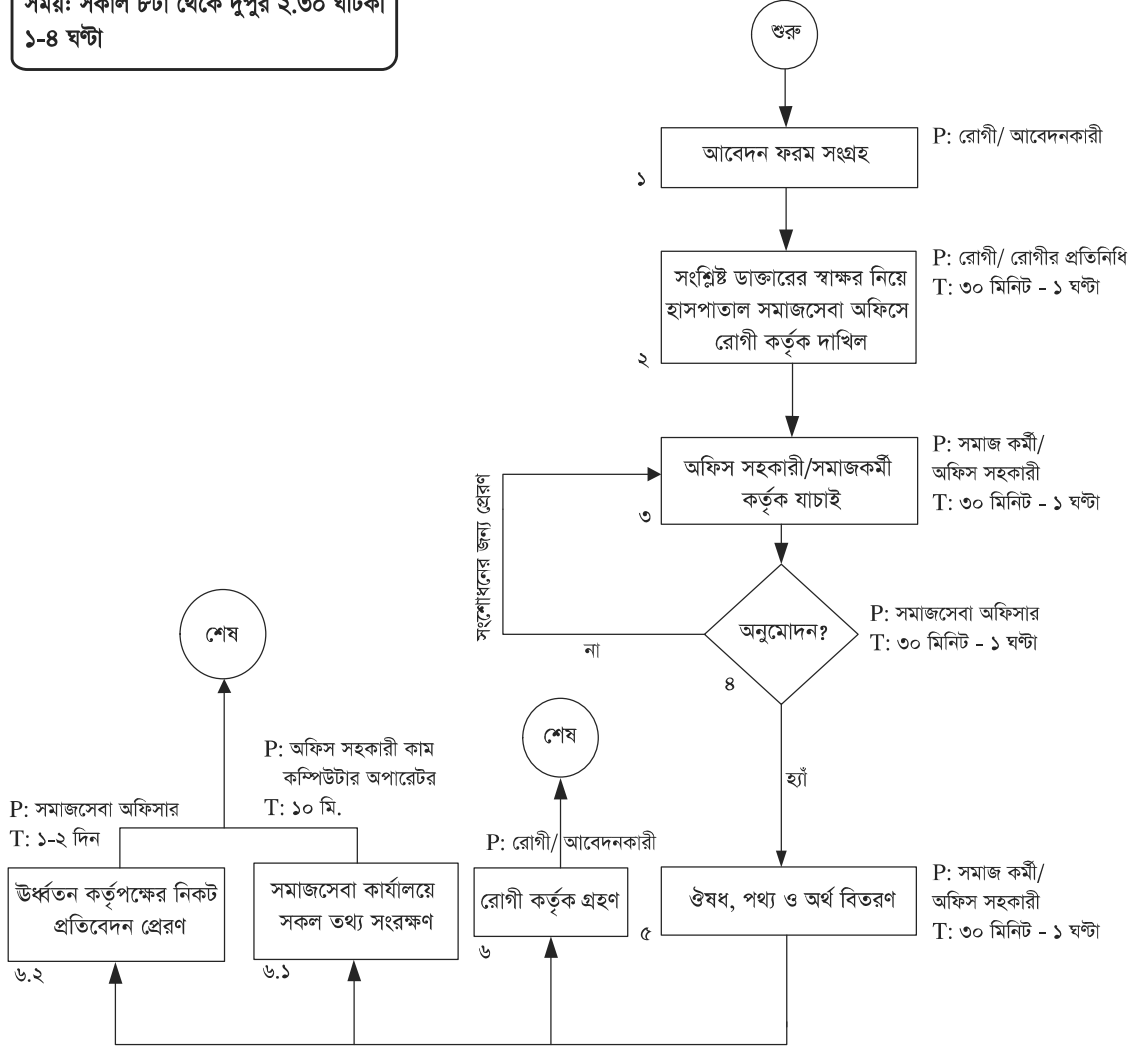 সময়: সকাল ৮টা থেকে দুপুর ২.৩০ ঘটিকা
১-৪ ঘণ্টা
শুরু
আবেদন ফরম সংগ্রহ
১
P: রোগী/ আবেদনকারী
সংশ্লিষ্ট ডাক্তারের স্বাক্ষর নিয়ে
হাসপাতাল সমাজসেবা অফিসে
রোগী কর্তৃক দাখিল
২
P: রোগী/ রোগীর প্রতিনিধি
T: ৩০ মিনিট - ১ ঘণ্টা
অফিস সহকারী/সমাজকর্মী
কর্তৃক যাচাই
৩
P: সমাজ কর্মী/
অফিস সহকারী
T: ৩০ মিনিট - ১ ঘণ্টা
সংশোধনের জন্য প্রেরণ
অনুমোদন?
৪
P: সমাজসেবা অফিসার
T: ৩০ মিনিট - ১ ঘণ্টা
না
হ্যাঁ
ঔষধ, পথ্য ও অর্থ বিতরণ
৫
P: সমাজ কর্মী/
অফিস সহকারী
T: ৩০ মিনিট - ১ ঘণ্টা
শেষ
P: রোগী/ আবেদনকারী
রোগী কর্তৃক গ্রহণ
৬
শেষ
P: অফিস সহকারী কাম
কম্পিউটার অপারেটর
T: ১০ মি.
সমাজসেবা কার্যালয়ে
সকল তথ্য সংরক্ষণ
৬.১
P: সমাজসেবা অফিসার
T: ১-২ দিন
ঊর্ধ্বতন কর্তৃপক্ষের নিকট
প্রতিবেদন প্রেরণ
৬.২